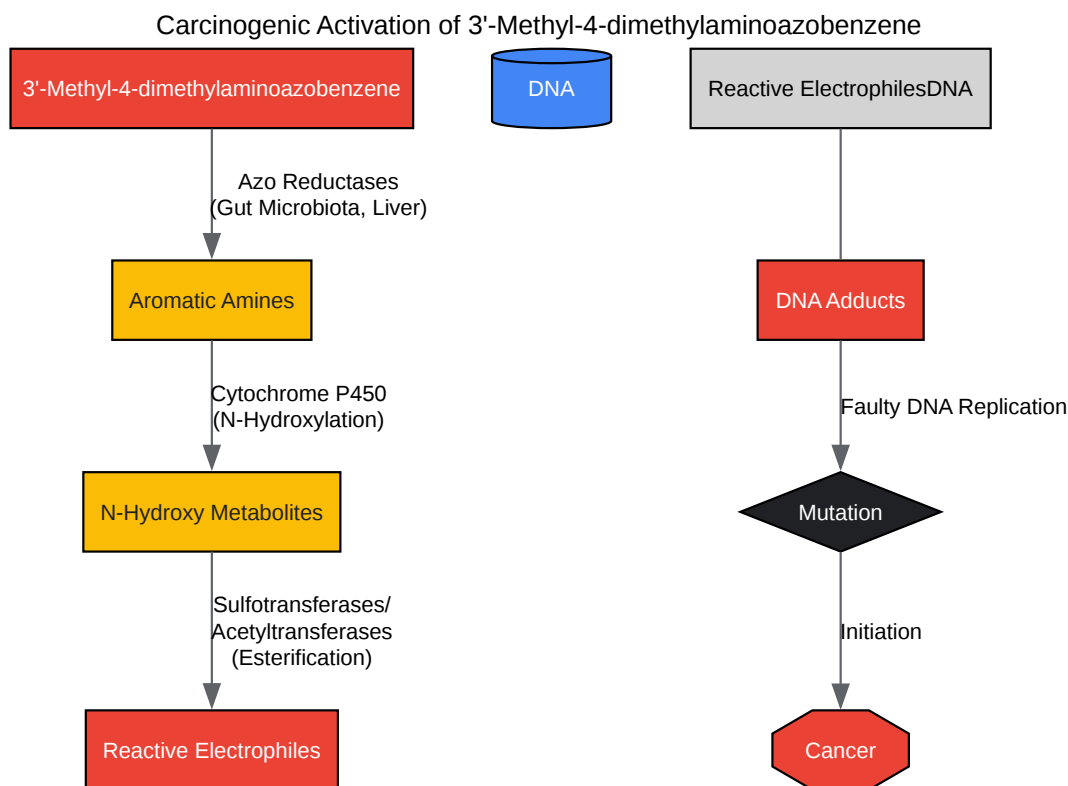 Carcinogenic Activation of 3'-Methyl-4-dimethylaminoazobenzene
3'-Methyl-4-dimethylaminoazobenzene
DNA
Reactive ElectrophilesDNA
Azo Reductases
(Gut Microbiota, Liver)
Aromatic Amines
DNA Adducts
Cytochrome P450
(N-Hydroxylation)
Faulty DNA Replication
N-Hydroxy Metabolites
Mutation
Sulfotransferases/
Acetyltransferases
(Esterification)
Initiation
Reactive Electrophiles
Cancer